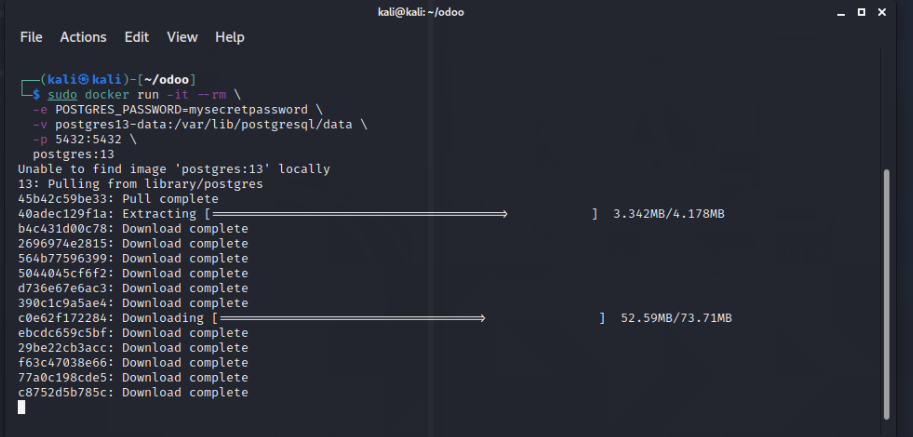 kali@kali: ~/odoo
File Actions Edit View Help
┌──(kali㉿kali)-[~/odoo]
└─$ sudo docker run -it --rm \
-e POSTGRES_PASSWORD=mysecretpassword \
-v postgres13-data:/var/lib/postgresql/data \
-p 5432:5432 \
postgres:13
Unable to find image 'postgres:13' locally
13: Pulling from library/postgres
45b42c59be33: Pull complete
40adec129f1a: Extracting [======================================>           ]  3.342MB/4.178MB
b4c431d00c78: Download complete
2696974e2815: Download complete
564b77596399: Download complete
5044045cf6f2: Download complete
d736e67e6ac3: Download complete
390c1c9a5ae4: Download complete
c0e62f172284: Downloading [==================================>               ]  52.59MB/73.71MB
ebcdc659c5bf: Download complete
29be22cb3acc: Download complete
f63c47038e66: Download complete
77a0c198cde5: Download complete
c8752d5b785c: Download complete